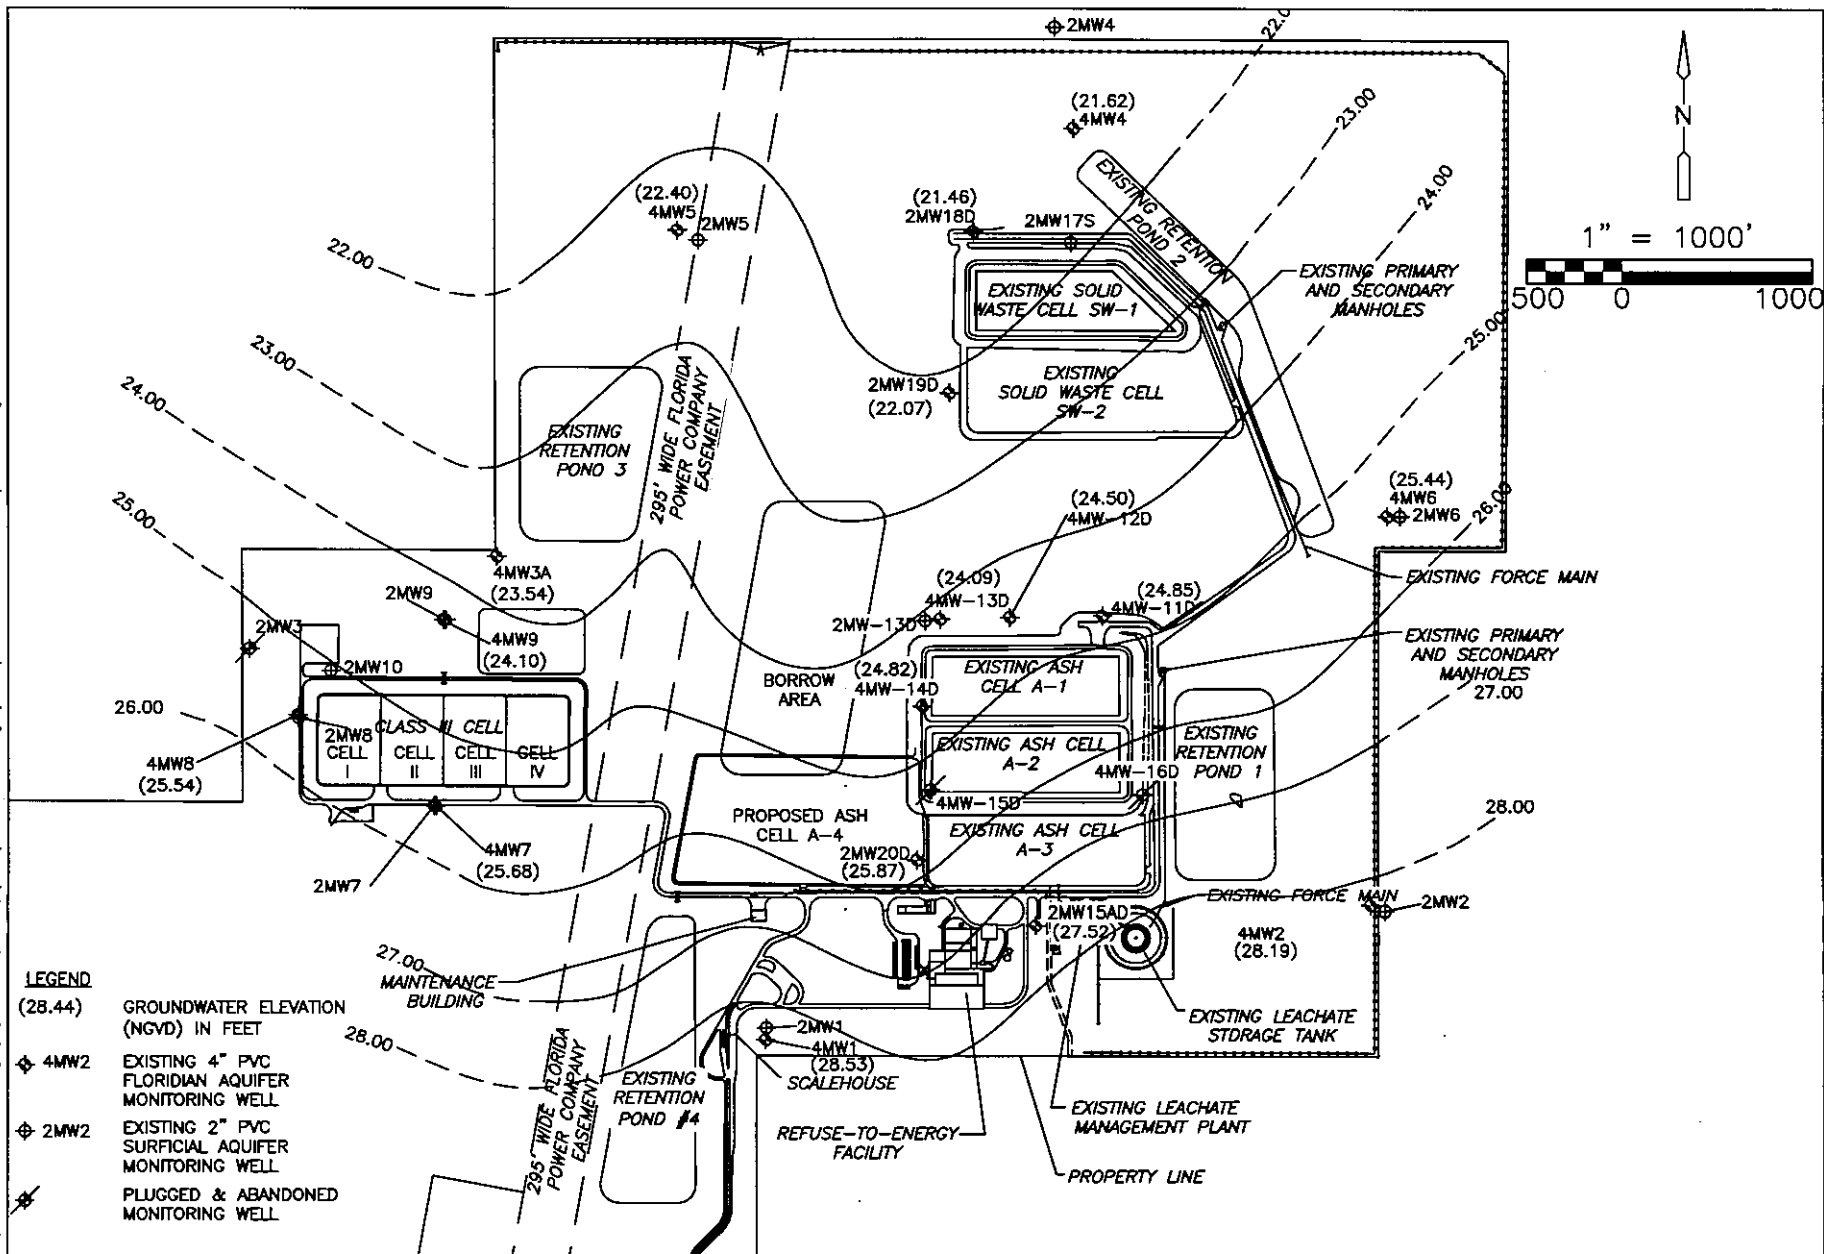 2MW4
22.0
(21.62)
4MW4
23.00
N
1" = 1000'
500 0 1000
24.00
25.00
26.0
EXISTING RETENTION
POND 2
(22.40)
4MW5
2MW5
(21.46)
2MW18D
2MW17S
22.00
23.00
24.00
25.00
26.00
EXISTING PRIMARY
AND SECONDARY
MANHOLES
EXISTING SOLID
WASTE CELL SW-1
EXISTING
SOLID WASTE CELL
SW-2
2MW19D
(22.07)
295' WIDE FLORIDA
POWER COMPANY
EASEMENT
EXISTING
RETENTION
POND 3
(25.44)
4MW6
2MW6
(24.50)
4MW-12D
4MW3A
(23.54)
2MW9
4MW9
(24.10)
2MW3
2MW10
(24.09)
4MW-13D
2MW-13D
(24.85)
4MW-11D
EXISTING FORCE MAIN
EXISTING PRIMARY
AND SECONDARY
MANHOLES
27.00
28.00
(24.82)
4MW-14D
EXISTING ASH
CELL A-1
BORROW
AREA
CLASS III CELL
2MW8
CELL
I
CELL
II
CELL
III
CELL
IV
4MW8
(25.54)
EXISTING ASH CELL
A-2
4MW-16D
EXISTING
RETENTION
POND 1
4MW-15D
PROPOSED ASH
CELL A-4
EXISTING ASH CELL
A-3
2MW20D
(25.87)
4MW7
(25.68)
2MW7
EXISTING FORCE MAIN
2MW2
2MW15AD
(27.52)
4MW2
(28.19)
27.00
MAINTENANCE
BUILDING
28.00
2MW1
4MW1
(28.53)
SCALEHOUSE
EXISTING LEACHATE
STORAGE TANK
295' WIDE FLORIDA
POWER COMPANY
EASEMENT
EXISTING
RETENTION
POND #4
REFUSE-TO-ENERGY
FACILITY
EXISTING LEACHATE
MANAGEMENT PLANT
PROPERTY LINE
LEGEND
(28.44) GROUNDWATER ELEVATION
(NGVD) IN FEET
4MW2 EXISTING 4" PVC
FLORIDIAN AQUIFER
MONITORING WELL
2MW2 EXISTING 2" PVC
SURFICIAL AQUIFER
MONITORING WELL
PLUGGED & ABANDONED
MONITORING WELL